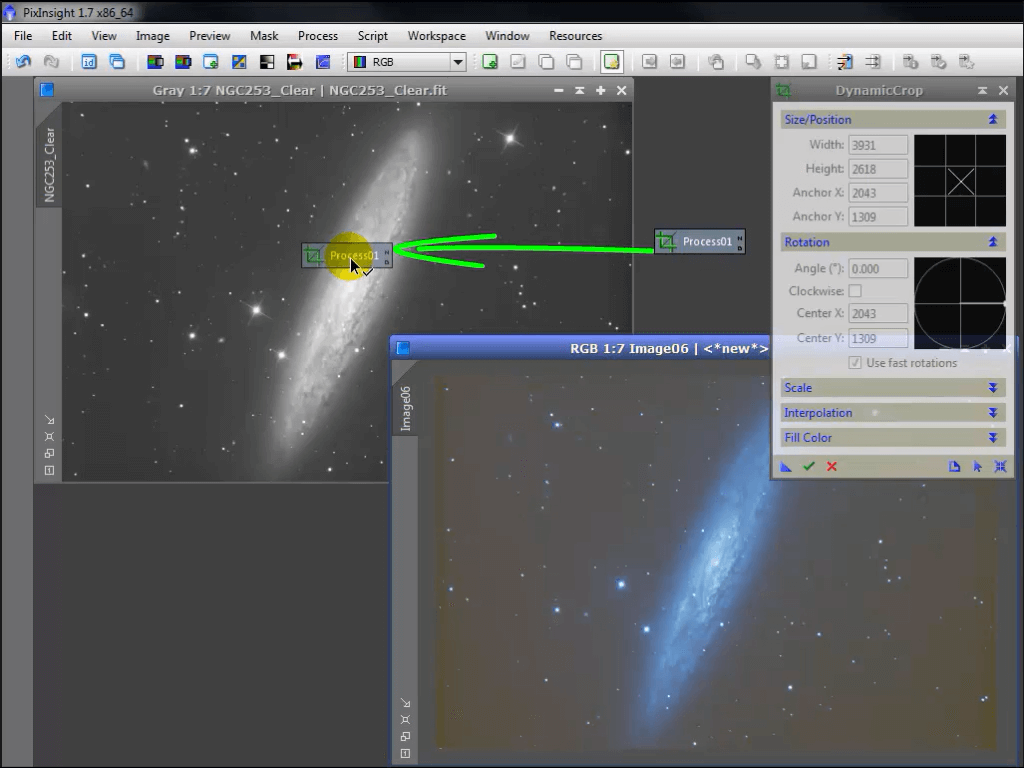 PixInsight 1.7 x86_64
File Edit View Image Preview Mask Process Script Workspace Window Resources
RGB
Gray 1:7 NGC253_Clear | NGC253_Clear.fit
NGC253_Clear
Process01
Process01
RGB 1:7 Image06 | <*new*>
Image06
DynamicCrop
Size/Position
Width: 3931
Height: 2618
Anchor X: 2043
Anchor Y: 1309
Rotation
Angle (°): 0.000
Clockwise:
Center X: 2043
Center Y: 1309
Use fast rotations
Scale
Interpolation
Fill Color